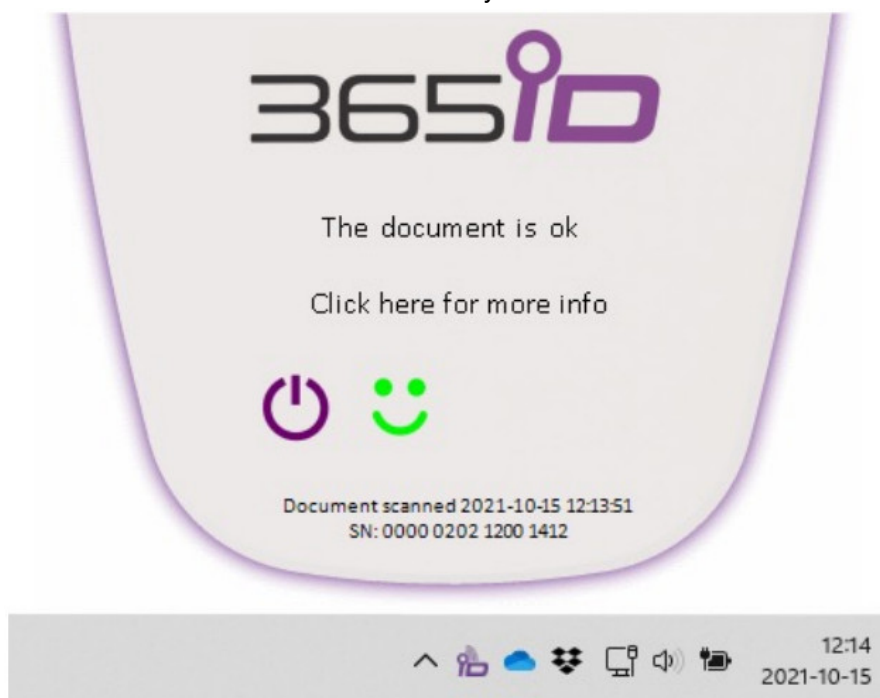 365iD
The document is ok
Click here for more info
Document scanned 2021-10-15 12:13:51
SN: 0000 0202 1200 1412
12:14
2021-10-15